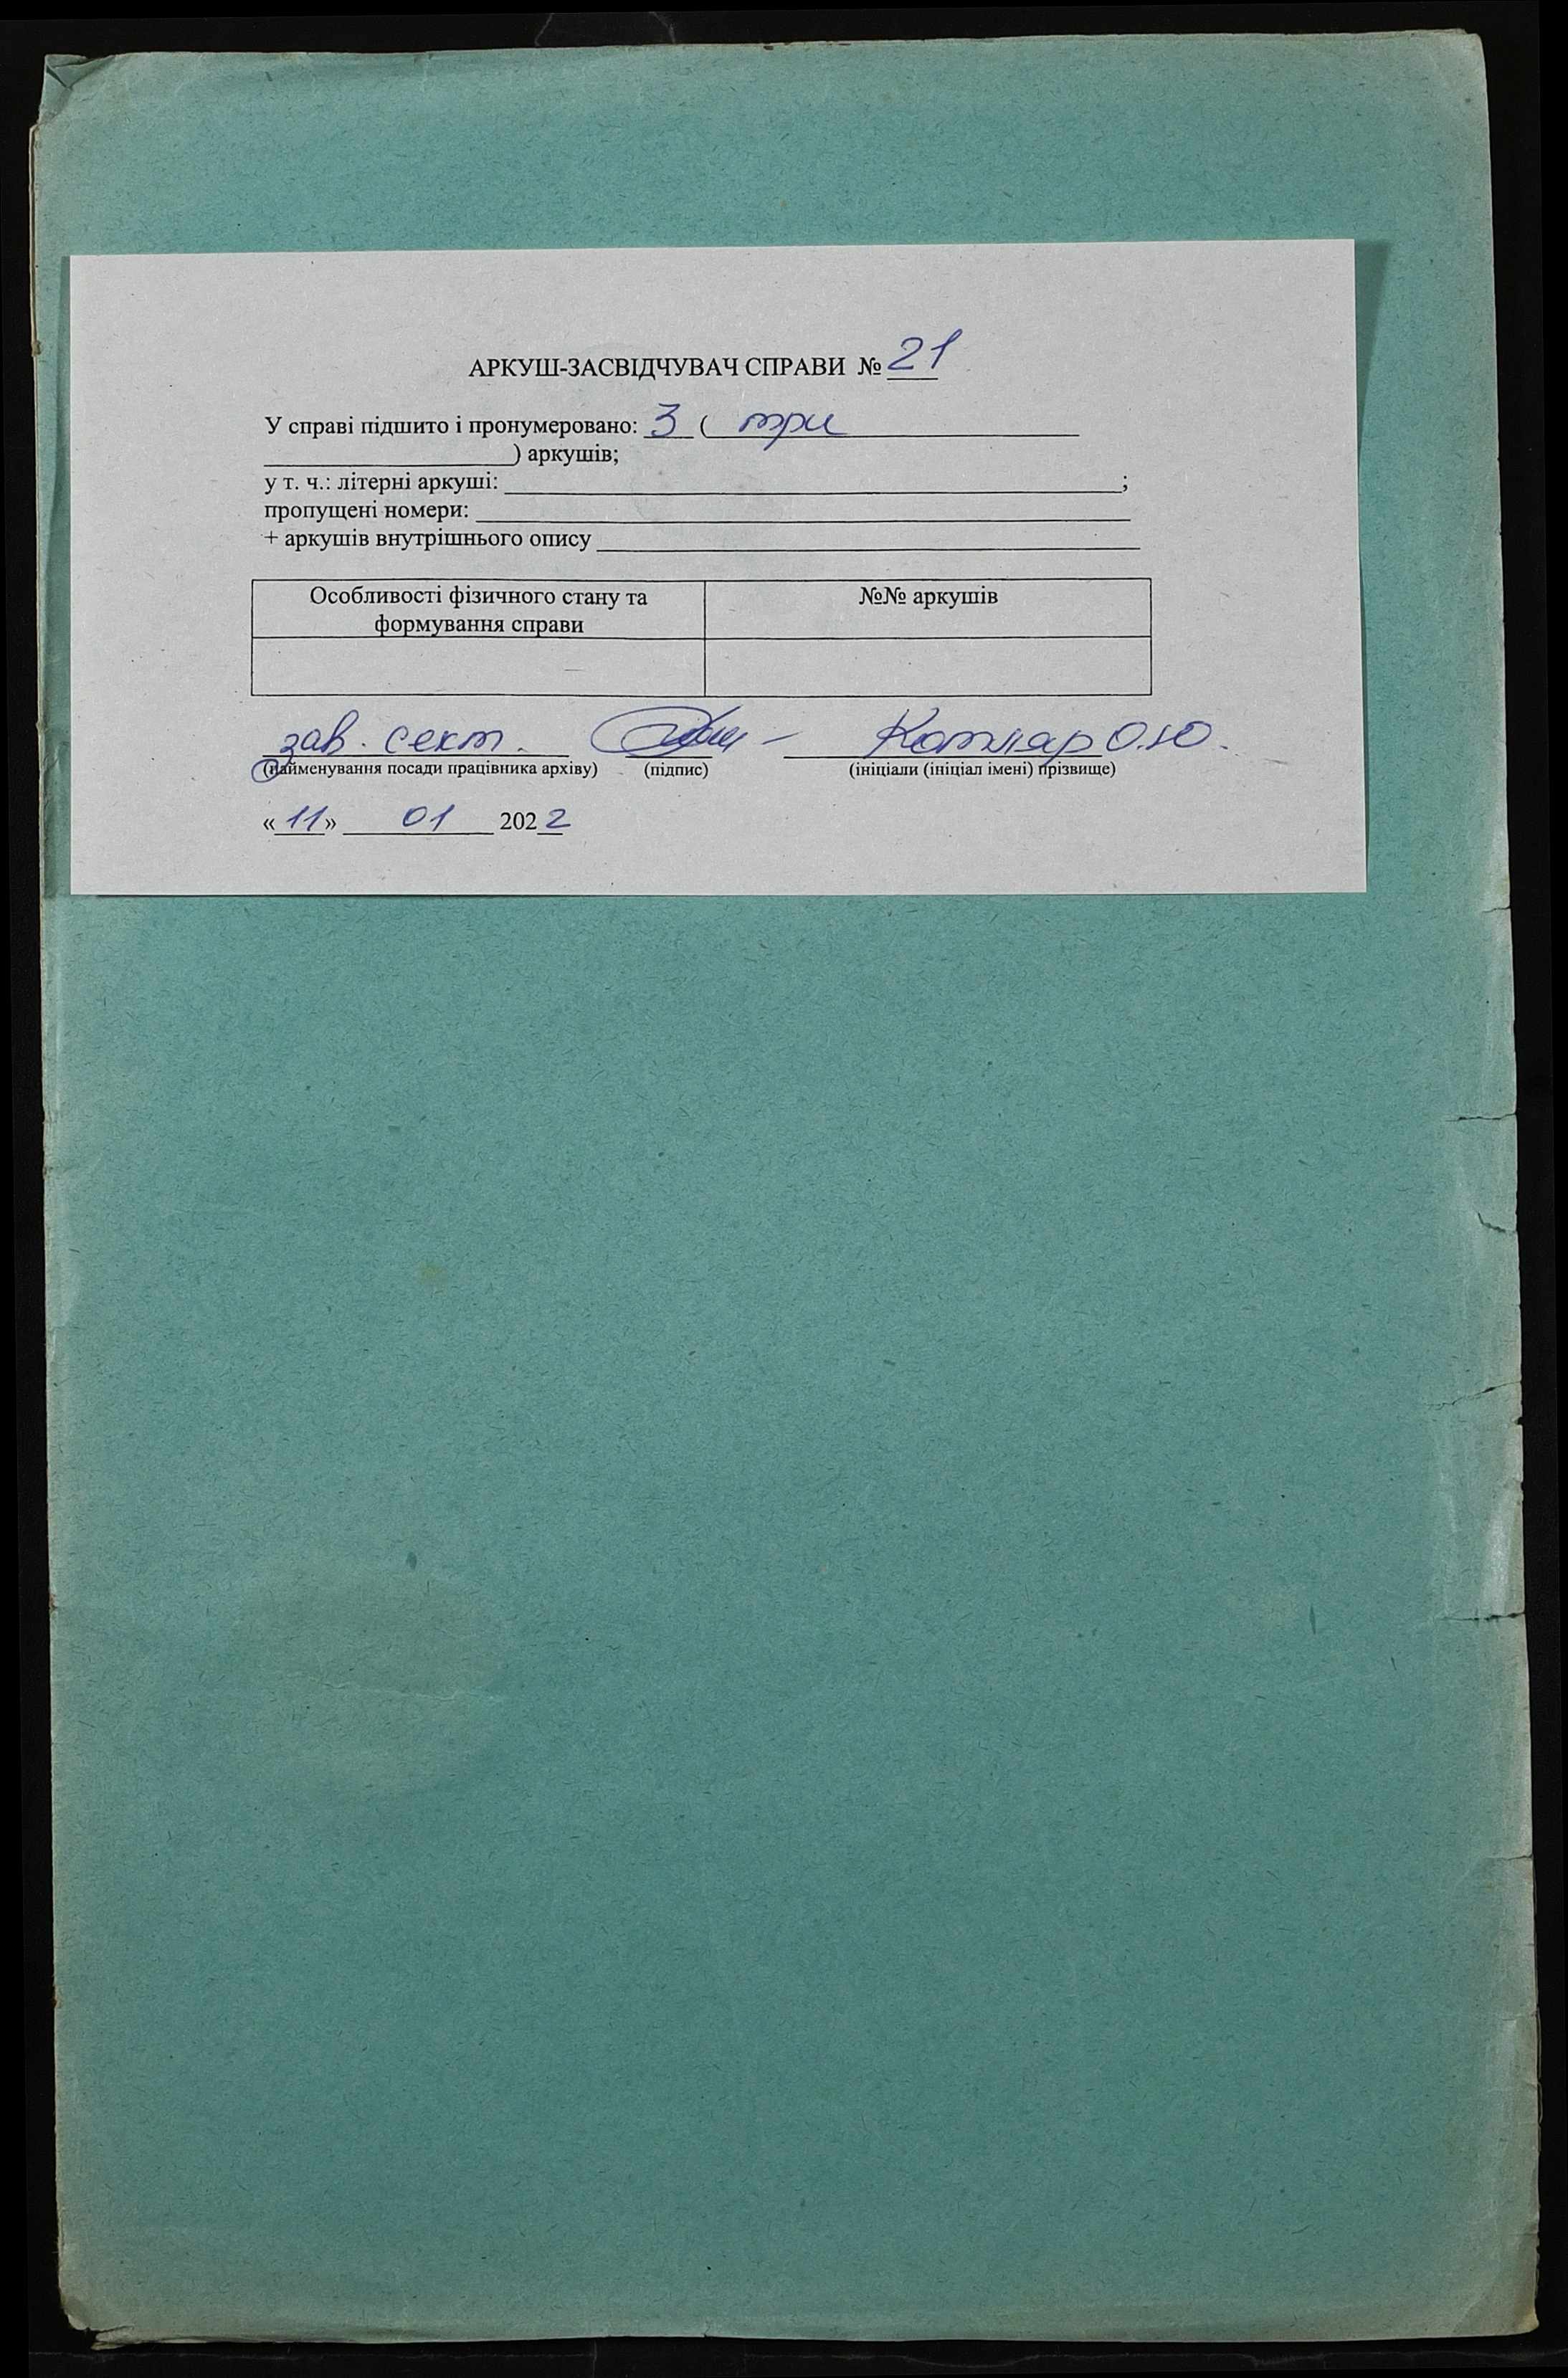 АРКУШ-ЗАСВІДЧУВАЧ СПРАВИ № 21
У справі підшито і пронумеровано: 3 ( три
) аркушів;
у т. ч.: літерні аркуші: ;
пропущені номери:
+ аркушів внутрішнього опису
Особливості фізичного стану та №№ аркушів
формування справи
зав. сект. Котляр О.Ю.
(найменування посади працівника архіву) (підпис) (ініціали (ініціал імені) прізвище)
«11» 01 2022